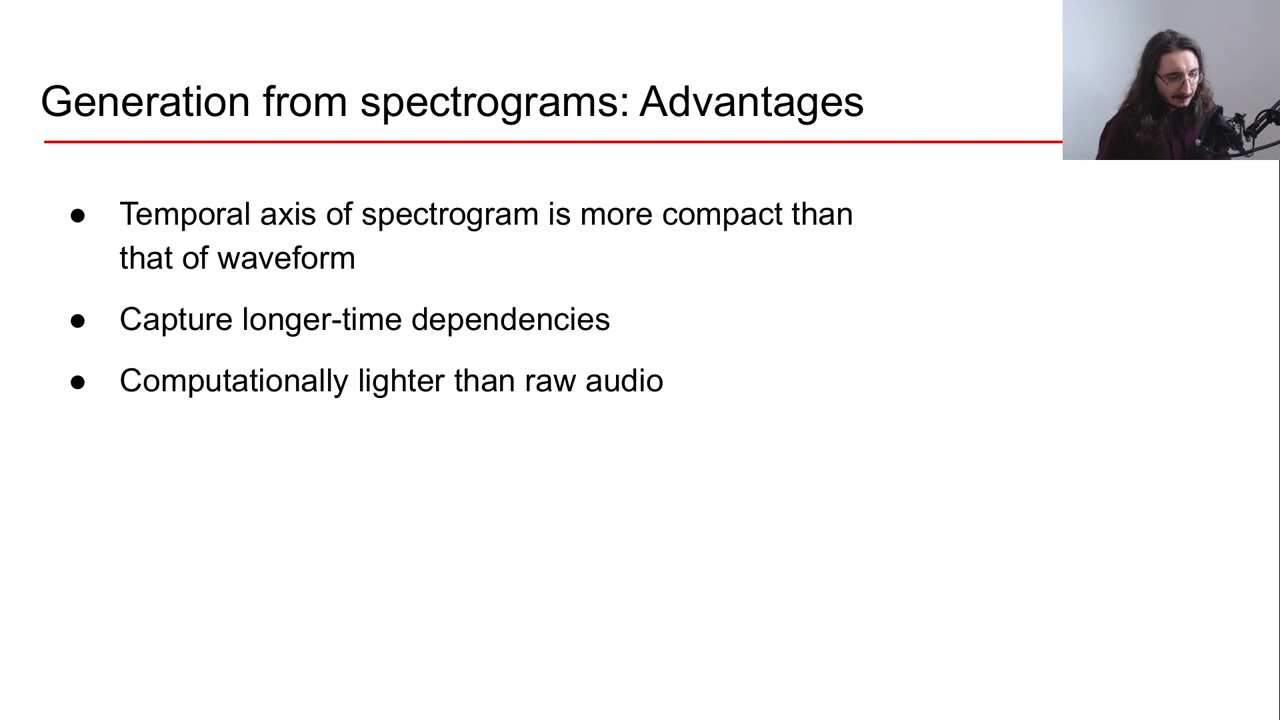 Generation from spectrograms: Advantages
● Temporal axis of spectrogram is more compact than
that of waveform
● Capture longer-time dependencies
● Computationally lighter than raw audio